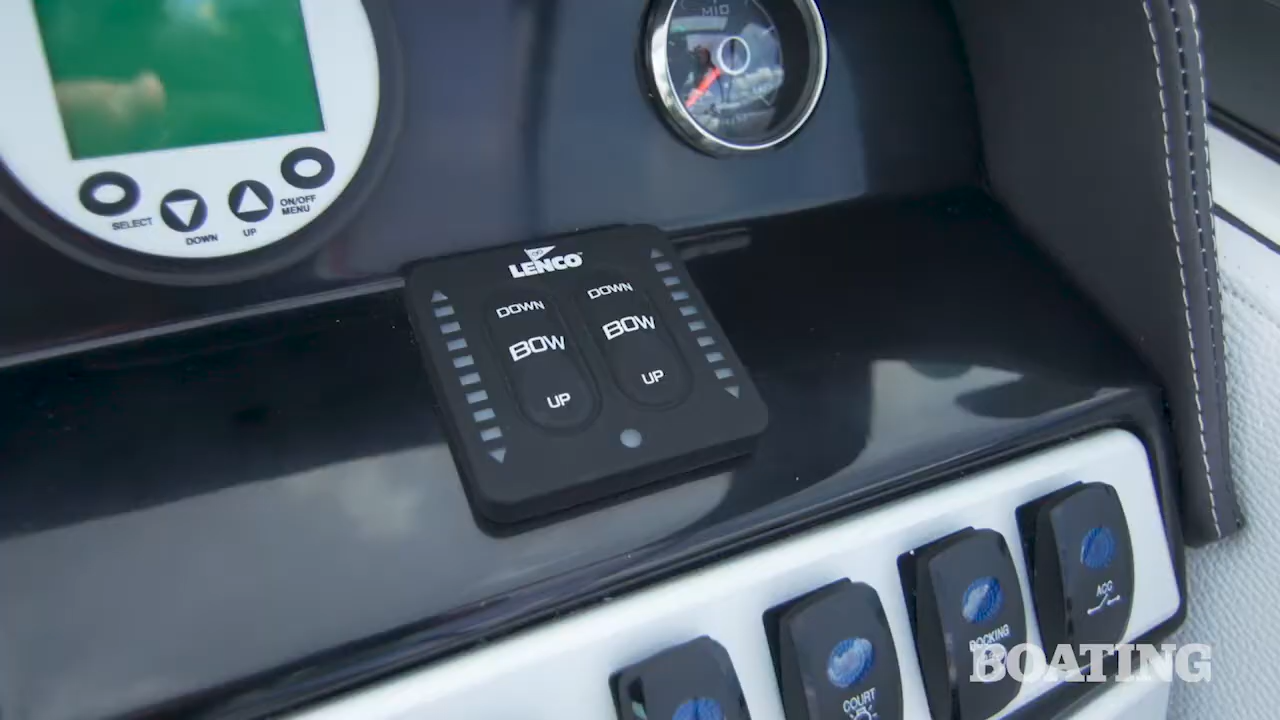 MID
SELECT
DOWN
UP
ON/OFF
MENU
LENCO
DOWN
BOW
UP
DOWN
BOW
UP
ACC
DOCKING
COURT
BOATING